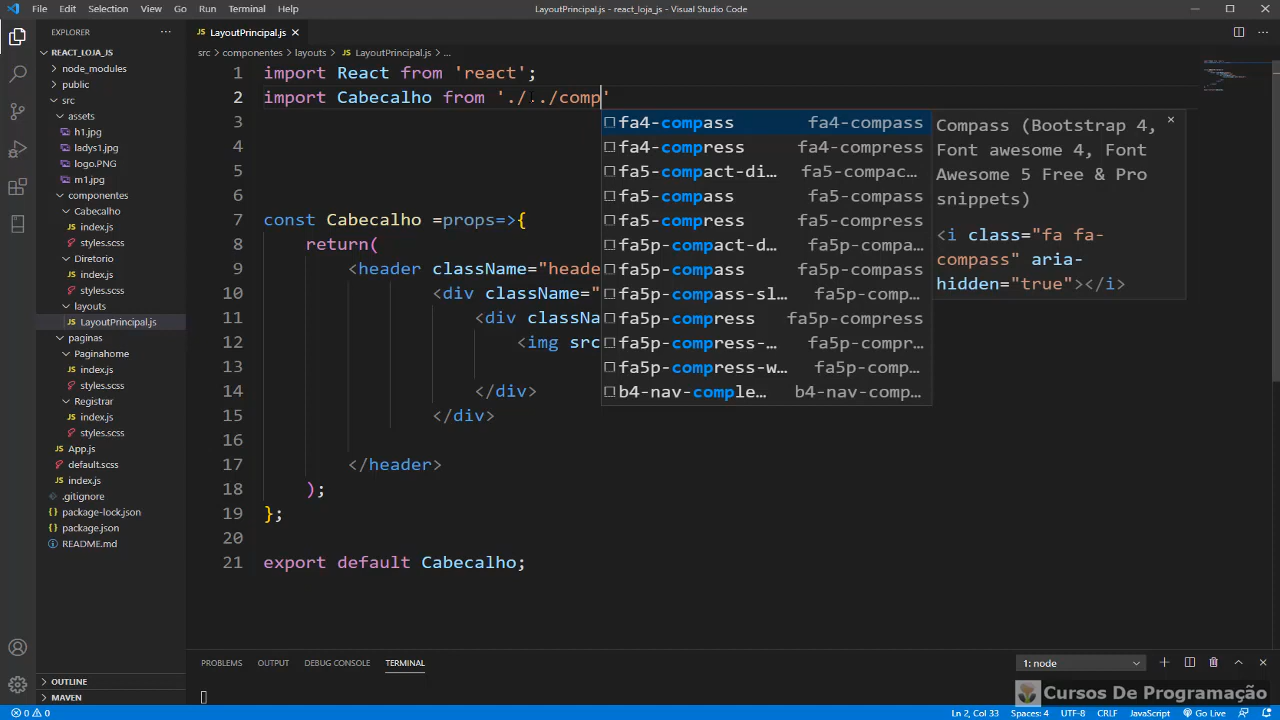 File Edit Selection View Go Run Terminal Help
LayoutPrincipal.js - react_loja_js - Visual Studio Code
EXPLORER
REACT_LOJA_JS
node_modules
public
src
assets
h1.jpg
ladys1.jpg
logo.PNG
m1.jpg
componentes
Cabecalho
index.js
styles.scss
Diretorio
index.js
styles.scss
layouts
LayoutPrincipal.js
paginas
Paginahome
index.js
styles.scss
Registrar
index.js
styles.scss
App.js
default.scss
index.js
.gitignore
package-lock.json
package.json
README.md
OUTLINE
MAVEN
LayoutPrincipal.js
src > componentes > layouts > JS LayoutPrincipal.js > ...
1 import React from 'react';
2 import Cabecalho from './../comp'
3
4
5
6
7 const Cabecalho =props=>{
8 return(
9 <header className="heade
10 <div className="
11 <div classNa
12 <img src
13
14 </div>
15 </div>
16
17 </header>
18 );
19 };
20
21 export default Cabecalho;
fa4-compass fa4-compass
fa4-compress fa4-compress
fa5-compact-di... fa5-compac...
fa5-compass fa5-compass
fa5-compress fa5-compress
fa5p-compact-d... fa5p-compa...
fa5p-compass fa5p-compass
fa5p-compass-sl... fa5p-comp...
fa5p-compress fa5p-compress
fa5p-compress-... fa5p-compr...
fa5p-compress-w... fa5p-comp...
b4-nav-comple... b4-nav-comp...
Compass (Bootstrap 4,
Font awesome 4, Font
Awesome 5 Free & Pro
snippets)
<i class="fa fa-
compass" aria-
hidden="true"></i>
PROBLEMS OUTPUT DEBUG CONSOLE TERMINAL
1: node
Cursos De Programação
0 0
Ln 2, Col 33 Spaces: 4 UTF-8 CRLF JavaScript Go Live